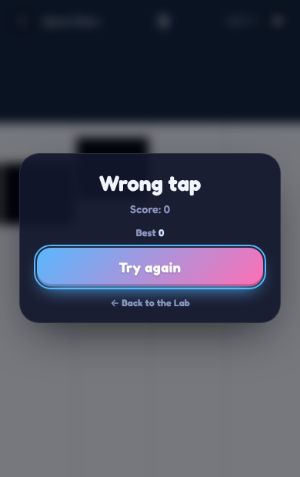 Wrong tap
Score: 0
Best 0
Try again
← Back to the Lab